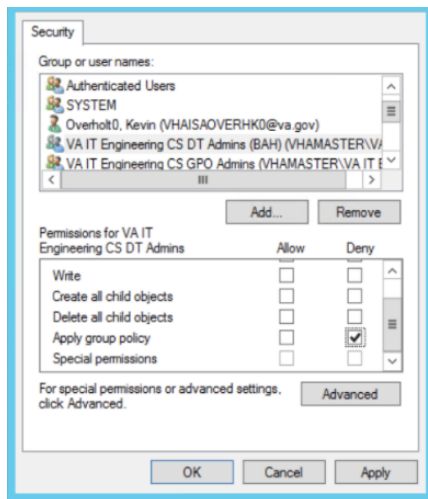 Security
Group or user names:
Authenticated Users
SYSTEM
Overholt0, Kevin (VHAISAOVERHK0@va.gov)
VA IT Engineering CS DT Admins (BAH) (VHAMASTER\VA
VA IT Engineering CS GPO Admins (VHAMASTER\VA IT E
Add... Remove
Permissions for VA IT
Engineering CS DT Admins Allow Deny
Write
Create all child objects
Delete all child objects
Apply group policy
Special permissions
For special permissions or advanced settings,
click Advanced.
Advanced
OK Cancel Apply